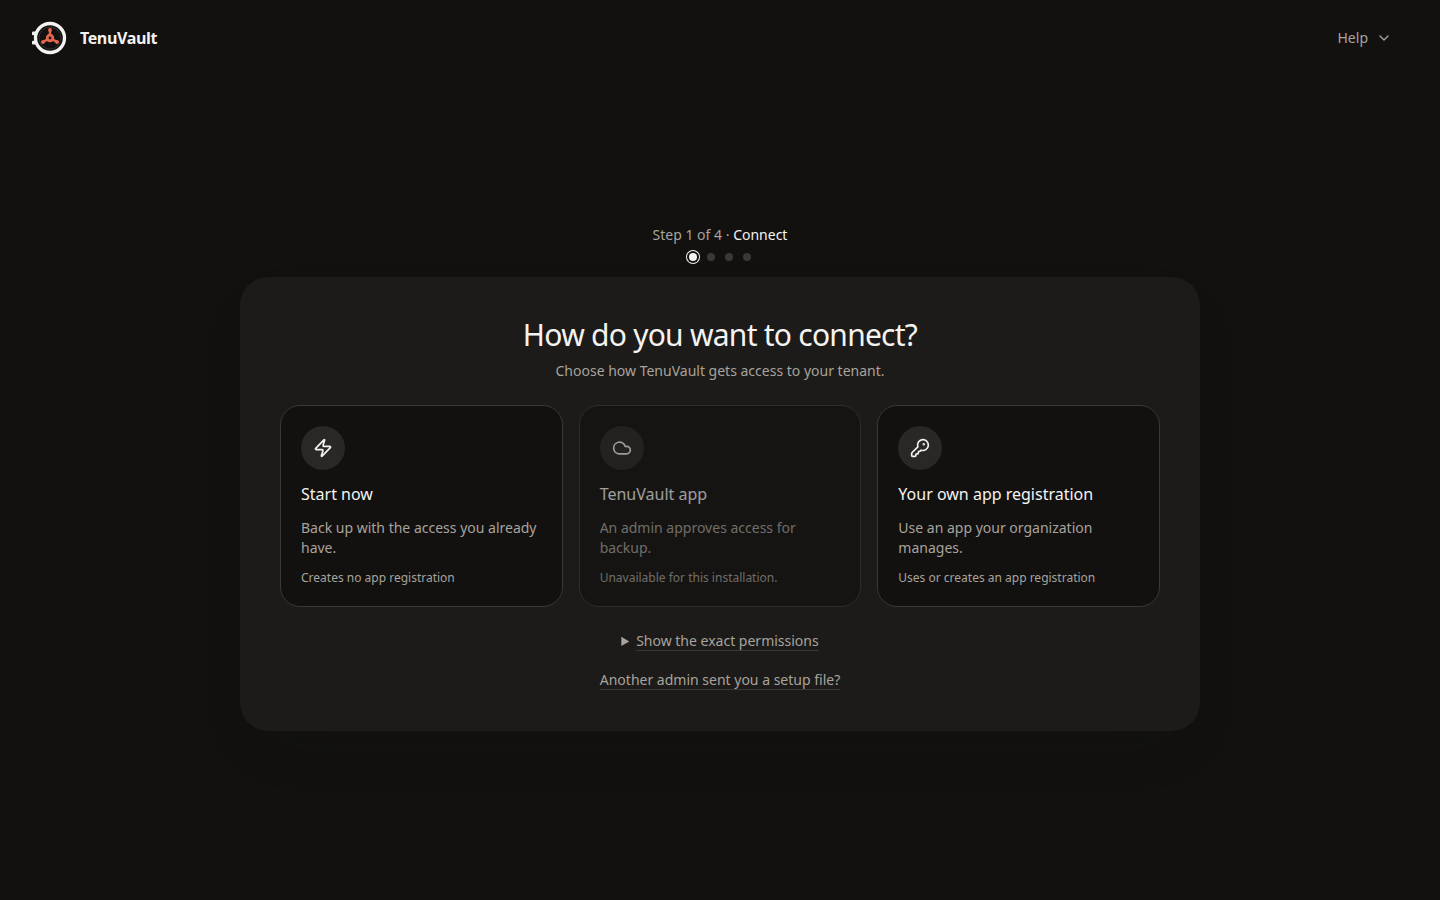 TenuVault
Help
Step 1 of 4 · Connect
How do you want to connect?
Choose how TenuVault gets access to your tenant.
Start now
Back up with the access you already
have.
Creates no app registration
TenuVault app
An admin approves access for
backup.
Unavailable for this installation.
Your own app registration
Use an app your organization
manages.
Uses or creates an app registration
Show the exact permissions
Another admin sent you a setup file?